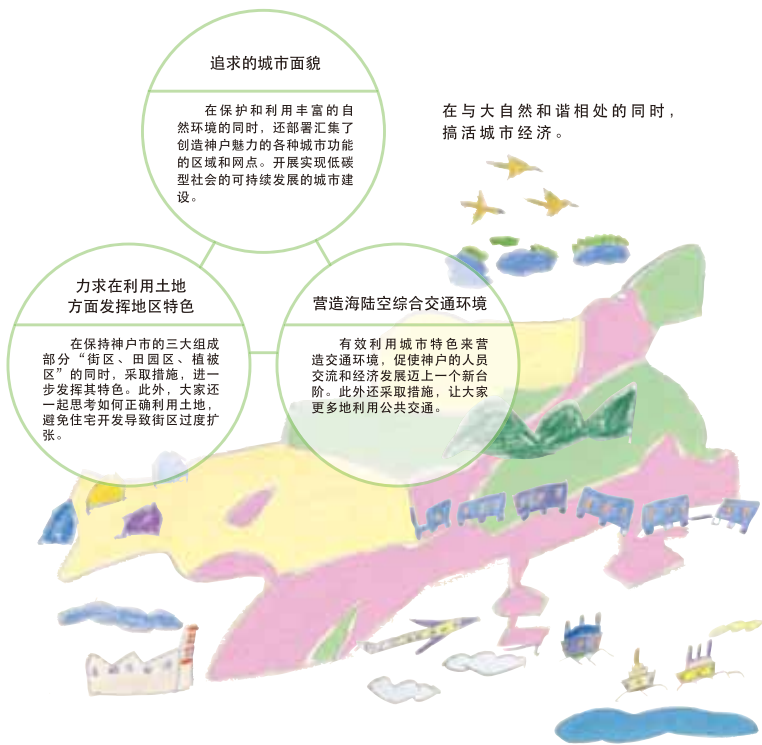 追求的城市面貌
在保护和利用丰富的自
然环境的同时，还部署汇集了
创造神户魅力的各种城市功能
的区域和网点。开展实现低碳
型社会的可持续发展的城市建
设。
在与大自然和谐相处的同时，
搞活城市经济。
力求在利用土地
方面发挥地区特色
在保持神户市的三大组成
部分“街区、田园区、植被
区”的同时，采取措施，进一
步发挥其特色。此外，大家还
一起思考如何正确利用土地，
避免住宅开发导致街区过度扩
张。
营造海陆空综合交通环境
有效利用城市特色来营
造交通环境，促使神户的人员
交流和经济发展迈上一个新台
阶。此外还采取措施，让大家
更多地利用公共交通。